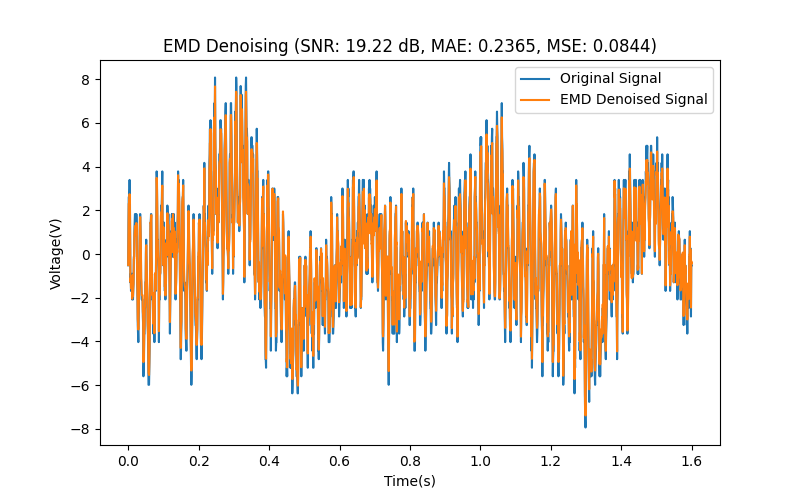 EMD Denoising (SNR: 19.22 dB, MAE: 0.2365, MSE: 0.0844)
Original Signal
EMD Denoised Signal
8
6
4
2
0
−2
−4
−6
−8
Voltage(V)
0.0 0.2 0.4 0.6 0.8 1.0 1.2 1.4 1.6
Time(s)